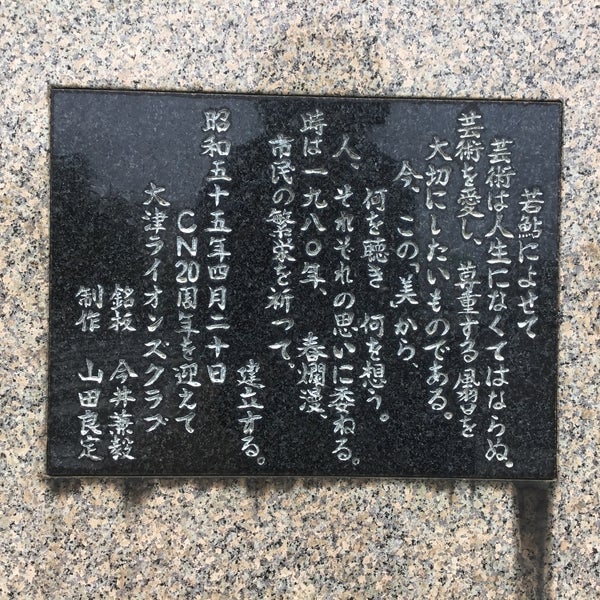 若鮎によせて
芸術は人生になくてはならぬ。
芸術を愛し、尊重する風習を
大切にしたいものである。
今、この「美」から、
何を聴き 何を想う。
人、それぞれの思いに委ねる。
時は一九八〇年、 春爛漫
市民の繁栄を祈って、
建立する。
昭和五十五年四月二十日
CN20周年を迎えて
大津ライオンズクラブ
銘板 今井兼毅
制作 山田良定